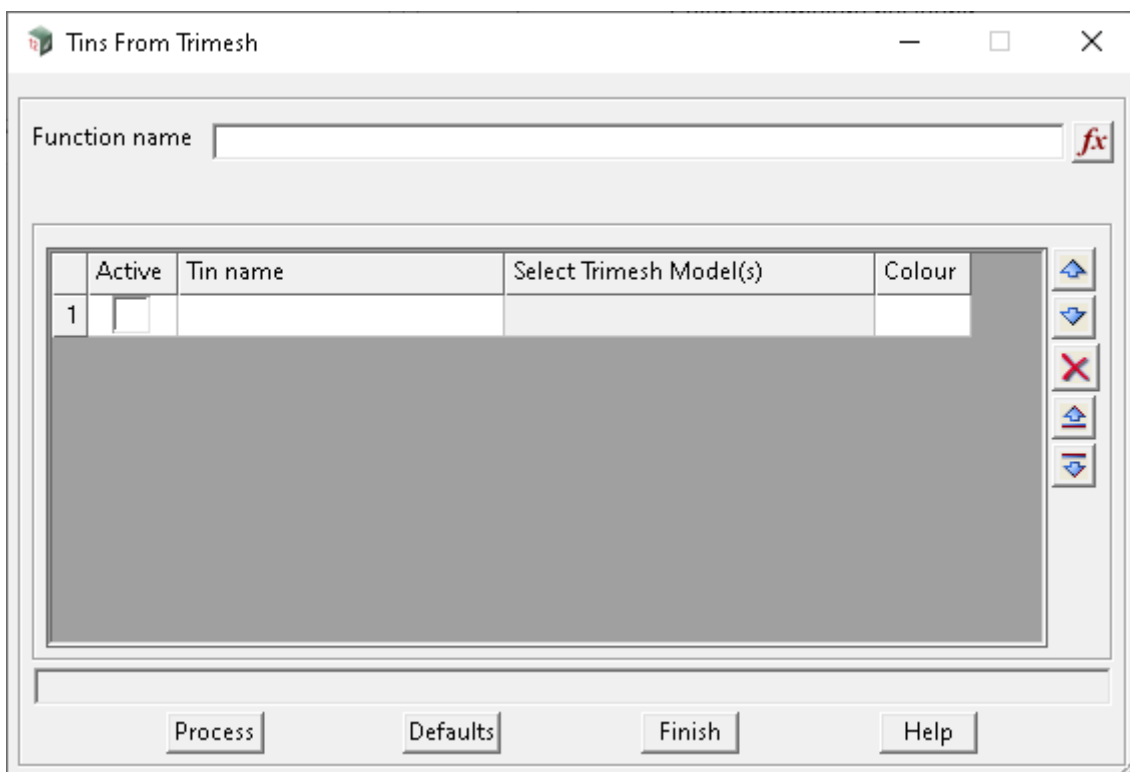 Tins From Trimesh
Function name
fx
Active Tin name Select Trimesh Model(s) Colour
1
Process Defaults Finish Help